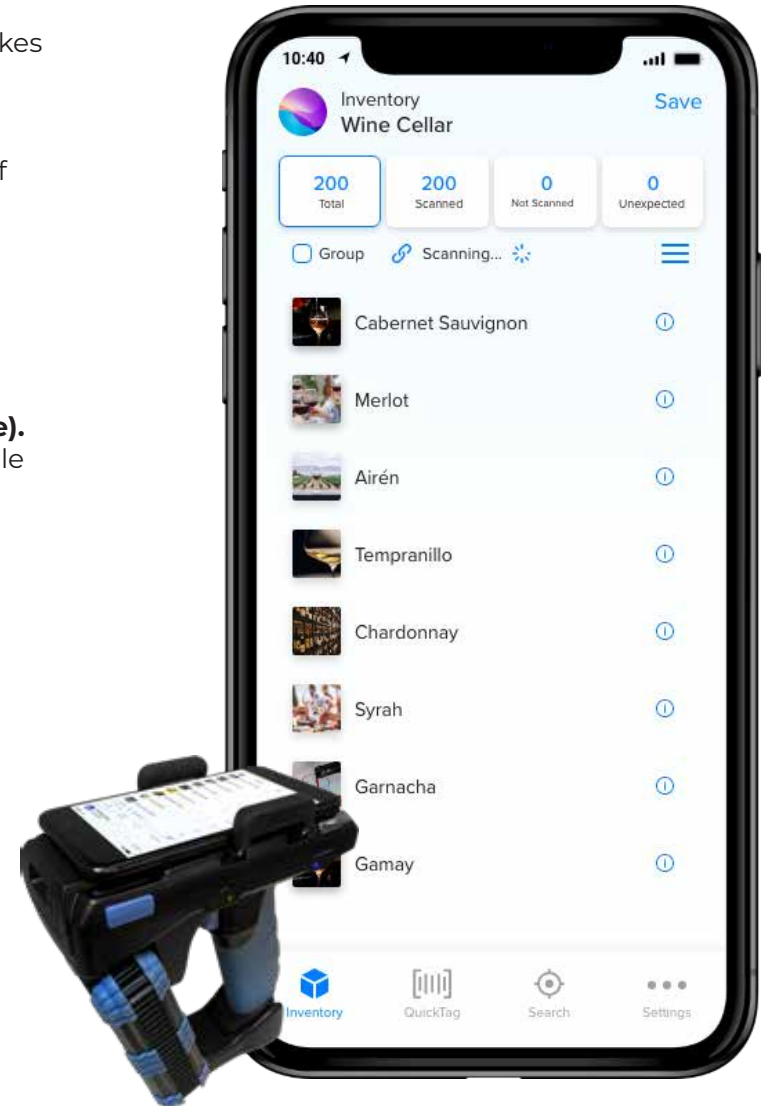 kes
f
e).
le
10:40
Inventory
Save
Wine Cellar
200 200 0 0
Total Scanned Not Scanned Unexpected
Group Scanning...
Cabernet Sauvignon
Merlot
Airén
Tempranillo
Chardonnay
Syrah
Garnacha
Gamay
Inventory QuickTag Search Settings